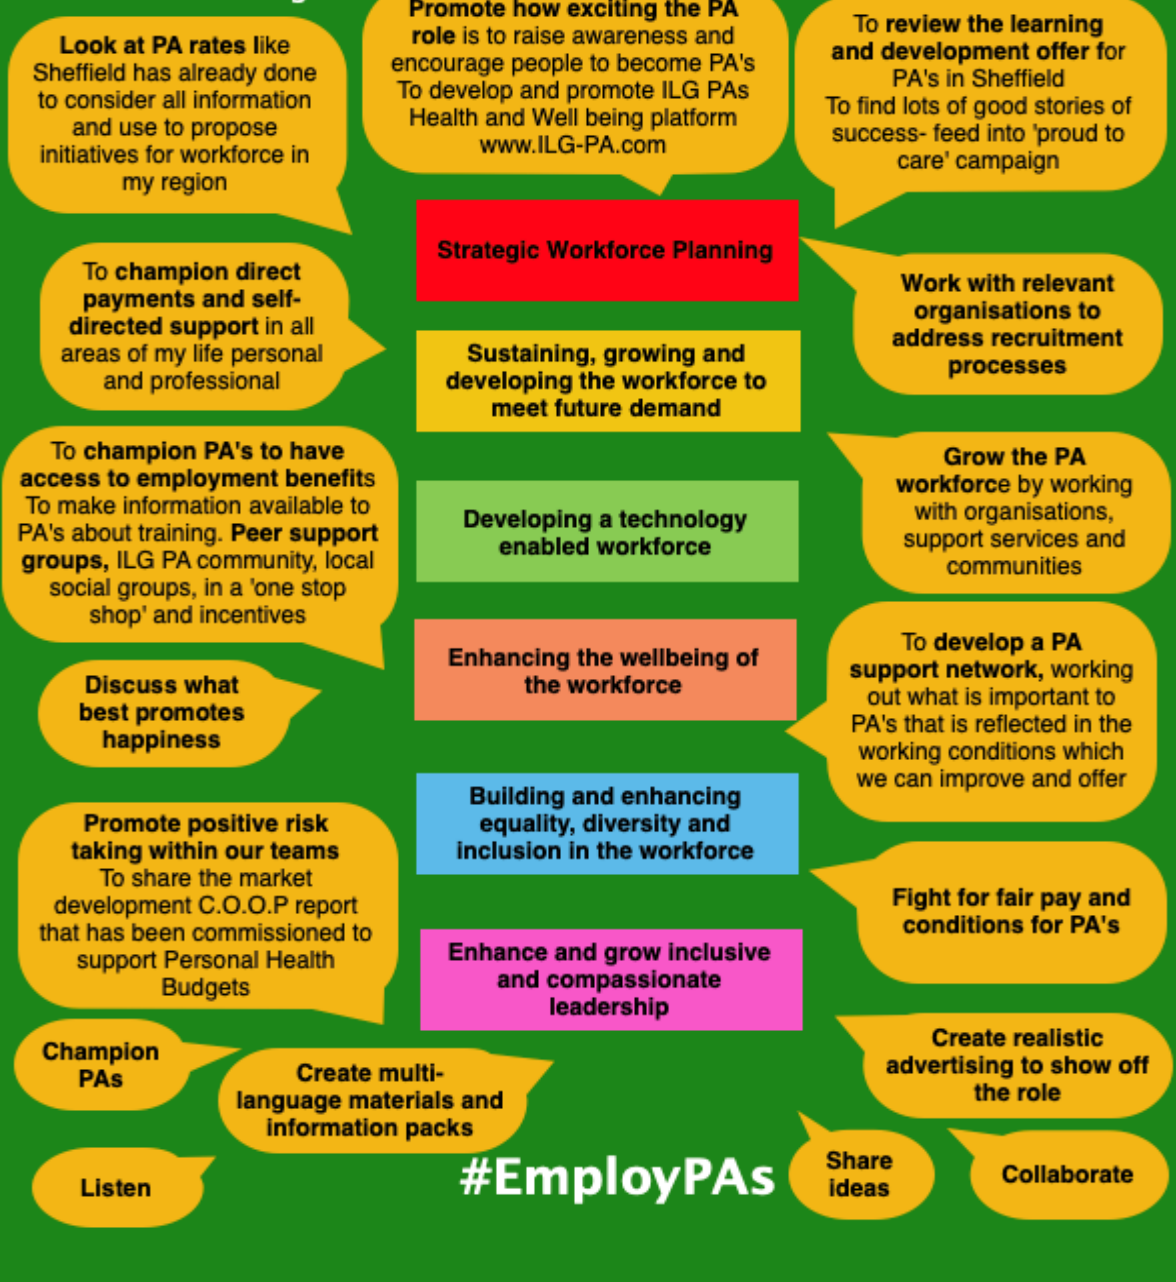 Look at PA rates like
Sheffield has already done
to consider all information
and use to propose
initiatives for workforce in
my region
Promote how exciting the PA
role is to raise awareness and
encourage people to become PA's
To develop and promote ILG PAs
Health and Well being platform
www.ILG-PA.com
To review the learning
and development offer for
PA's in Sheffield
To find lots of good stories of
success- feed into 'proud to
care' campaign
Strategic Workforce Planning
To champion direct
payments and self-
directed support in all
areas of my life personal
and professional
Work with relevant
organisations to
address recruitment
processes
Sustaining, growing and
developing the workforce to
meet future demand
To champion PA's to have
access to employment benefits
To make information available to
PA's about training. Peer support
groups, ILG PA community, local
social groups, in a 'one stop
shop' and incentives
Grow the PA
workforce by working
with organisations,
support services and
communities
Developing a technology
enabled workforce
Enhancing the wellbeing of
the workforce
To develop a PA
support network, working
out what is important to
PA's that is reflected in the
working conditions which
we can improve and offer
Discuss what
best promotes
happiness
Building and enhancing
equality, diversity and
inclusion in the workforce
Promote positive risk
taking within our teams
To share the market
development C.O.O.P report
that has been commissioned to
support Personal Health
Budgets
Fight for fair pay and
conditions for PA's
Enhance and grow inclusive
and compassionate
leadership
Champion
PAs
Create multi-
language materials and
information packs
Create realistic
advertising to show off
the role
Listen
#EmployPAs
Share
ideas
Collaborate